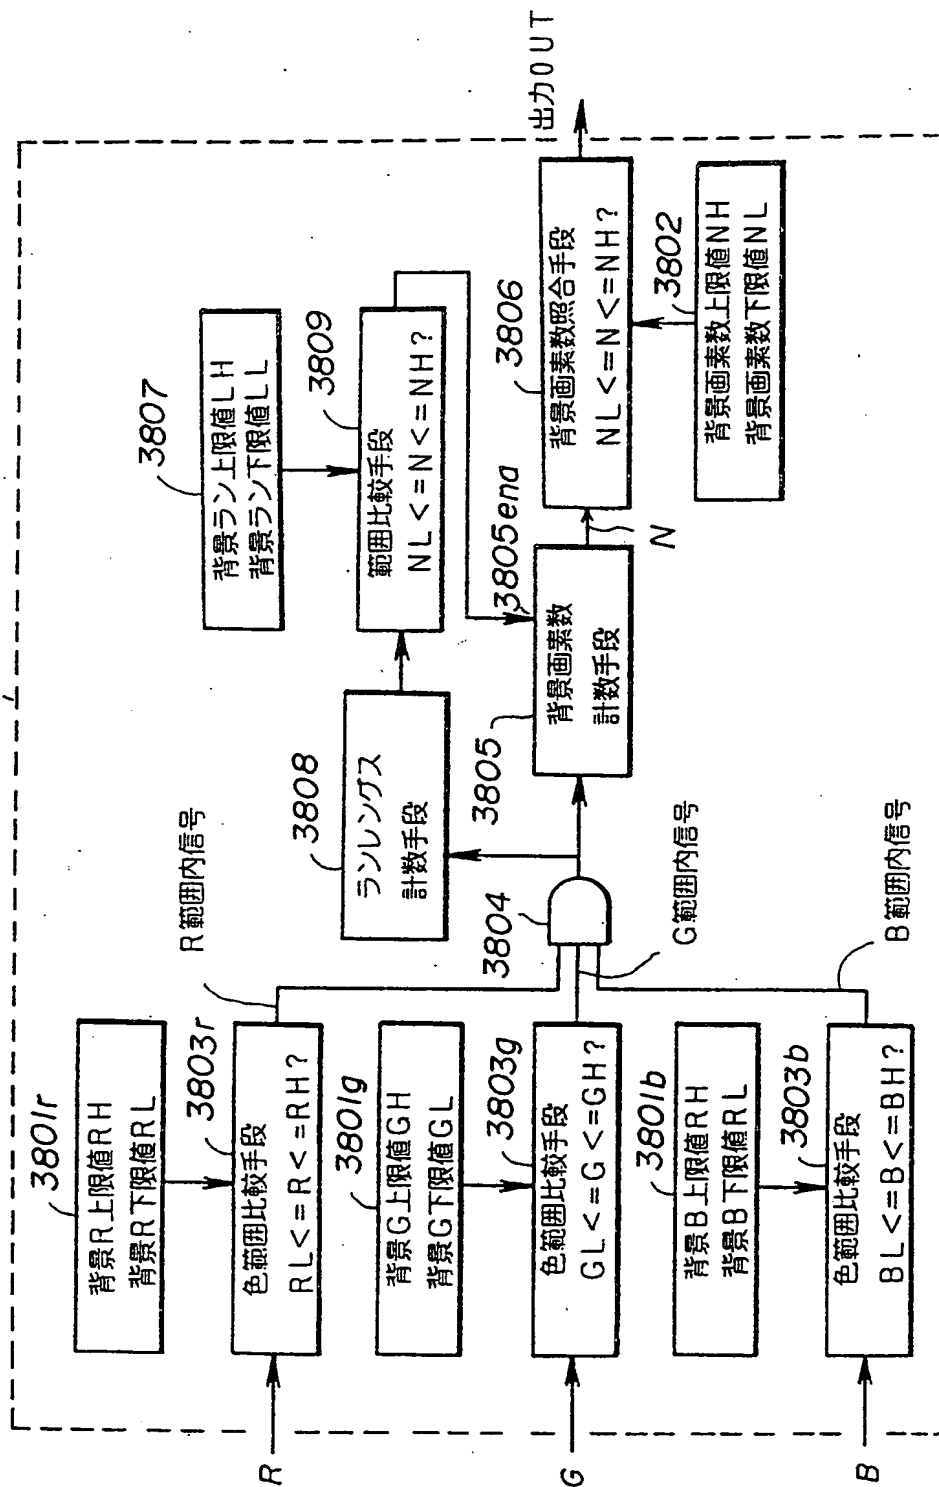 R
G
B
3801r
背景R上限値RH
背景R下限値RL
3803r
色範囲比較手段
RL<=R<=RH?
R範囲内信号
3801g
背景G上限値GH
背景G下限値GL
3803g
色範囲比較手段
GL<=G<=GH?
G範囲内信号
3801b
背景B上限値RH
背景B下限値RL
3803b
色範囲比較手段
BL<=B<=BH?
B範囲内信号
3804
3808
ランレングス
計数手段
3807
背景ラン上限値LH
背景ラン下限値LL
3809
範囲比較手段
NL<=N<=NH?
3805
3805ena
背景画素数
計数手段
N
3806
背景画素数照合手段
NL<=N<=NH?
3802
背景画素数上限値NH
背景画素数下限値NL
出力OUT